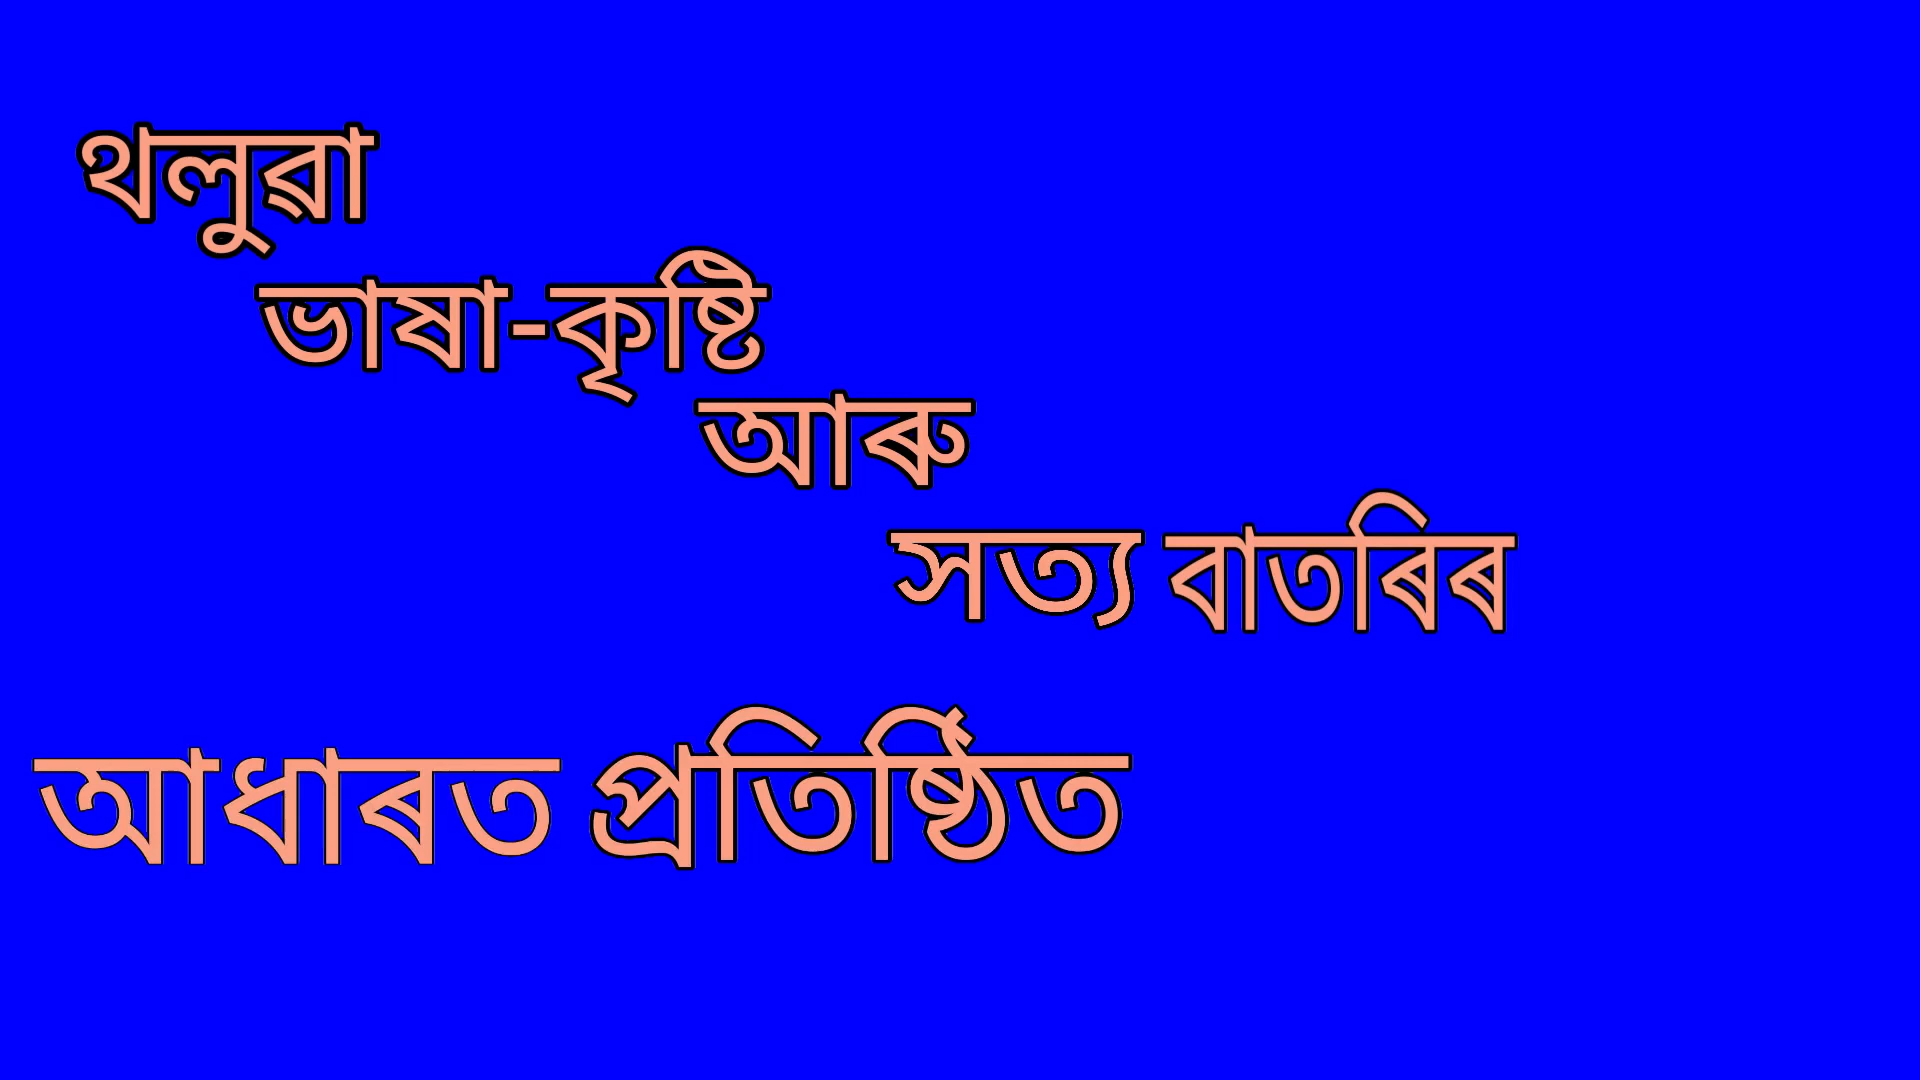 থলুৱা
ভাষা-কৃষ্টি
আৰু
সত্য বাতৰিৰ
আধাৰত প্ৰতিষ্ঠিত